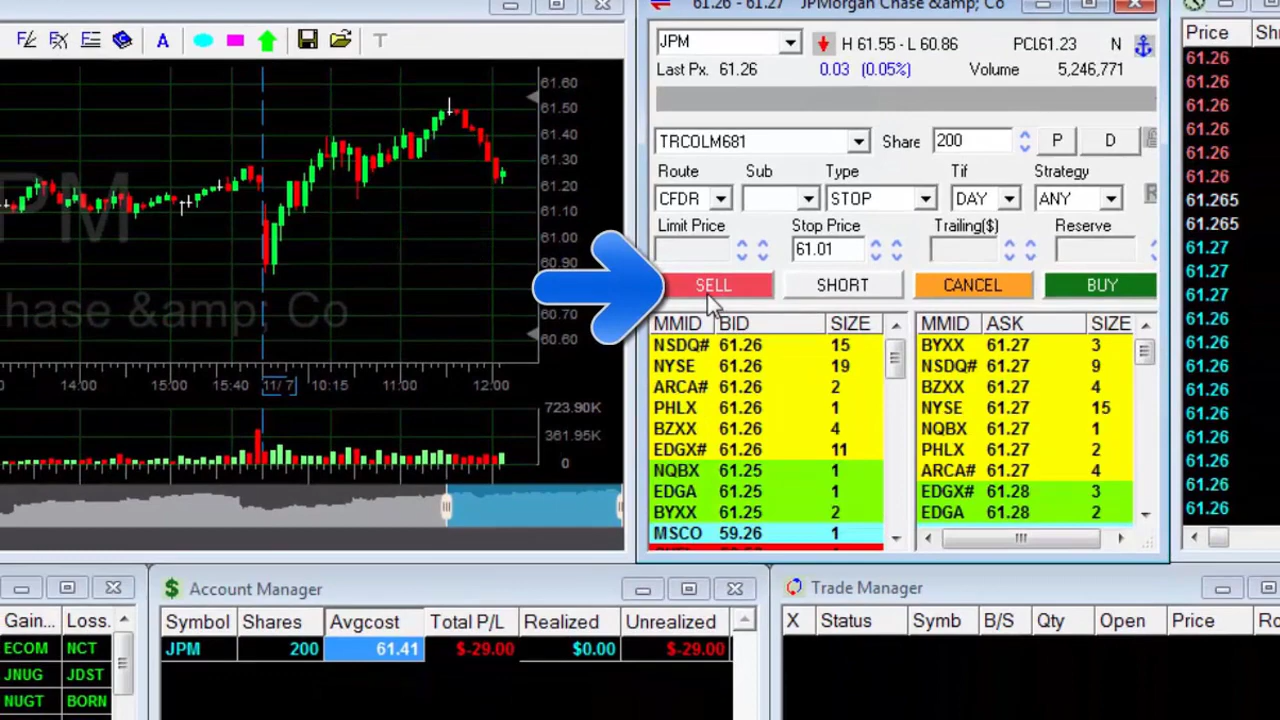 61.26 - 61.27 JPMorgan Chase &amp; Co
A
T
61.60
61.50
61.40
61.30
61.20
61.10
61.00
60.90
60.70
60.60
PM
hase &amp; Co
14:00 15:00 15:40 11/ 7 10:15 11:00 12:00
723.90K
361.95K
0
JPM H 61.55 - L 60.86 PCL61.23 N
Last Px. 61.26 0.03 (0.05%) Volume 5,246,771
TRCOLM681 Share 200 P D
Route Sub Type Tif Strategy
CFDR STOP DAY ANY R
Limit Price Stop Price Trailing($) Reserve
61.01
SELL SHORT CANCEL BUY
MMID BID SIZE
NSDQ# 61.26 15
NYSE 61.26 19
ARCA# 61.26 2
PHLX 61.26 1
BZXX 61.26 4
EDGX# 61.26 11
NQBX 61.25 1
EDGA 61.25 1
BYXX 61.25 2
MSCO 59.26 1
MMID ASK SIZE
BYXX 61.27 3
NSDQ# 61.27 9
BZXX 61.27 4
NYSE 61.27 15
NQBX 61.27 1
PHLX 61.27 2
ARCA# 61.27 4
EDGX# 61.28 3
EDGA 61.28 2
Price Sh
61.26
61.26
61.26
61.26
61.26
61.26
61.265
61.265
61.27
61.27
61.27
61.26
61.26
61.26
61.26
61.26
61.26
61.26
61.26
61.26
Gain... Loss.
ECOM NCT
JNUG JDST
NUGT BORN
Account Manager
Symbol Shares Avgcost Total P/L Realized Unrealized
JPM 200 61.41 $-29.00 $0.00 $-29.00
Trade Manager
X Status Symb B/S Qty Open Price Ro